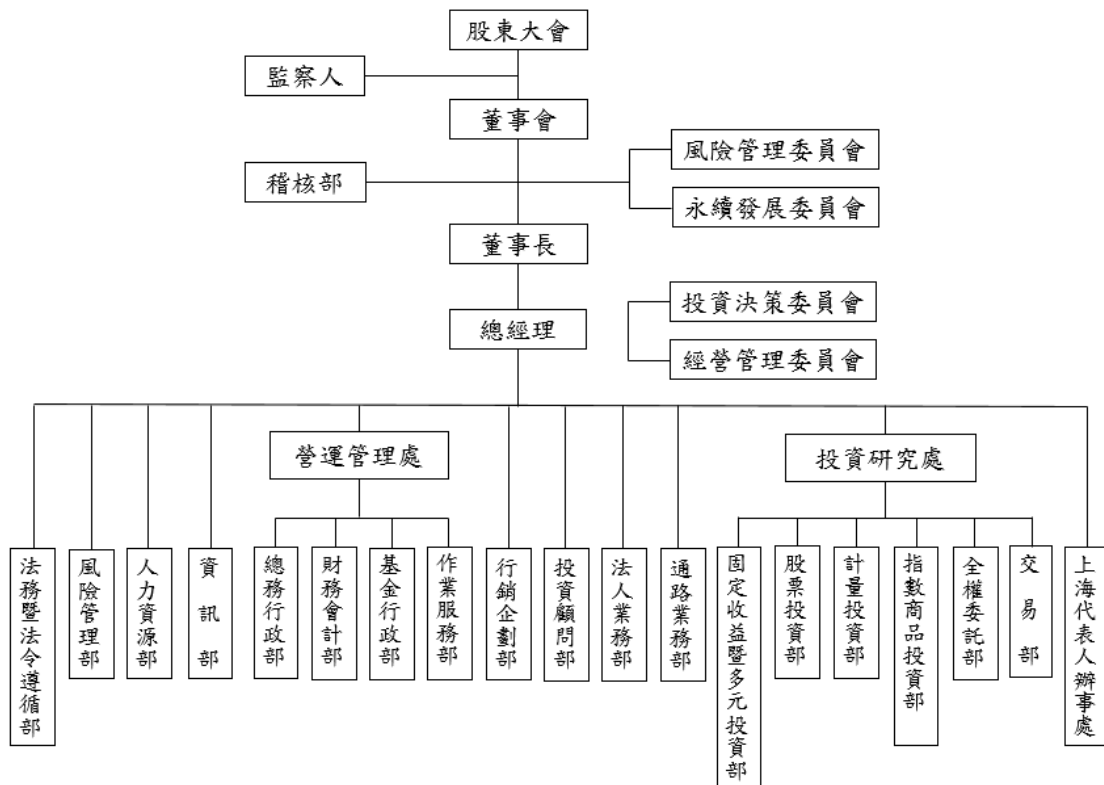 股東大會
監察人
董事會
風險管理委員會
稽核部
永續發展委員會
董事長
投資決策委員會
總經理
經營管理委員會
營運管理處
投資研究處
法務暨法令遵循部
風險管理部
人力資源部
資訊部
總務行政部
財務會計部
基金行政部
作業服務部
行銷企劃部
投資顧問部
法人業務部
通路業務部
固定收益暨多元投資部
股票投資部
計量投資部
指數商品投資部
全權委託部
交易部
上海代表人辦事處